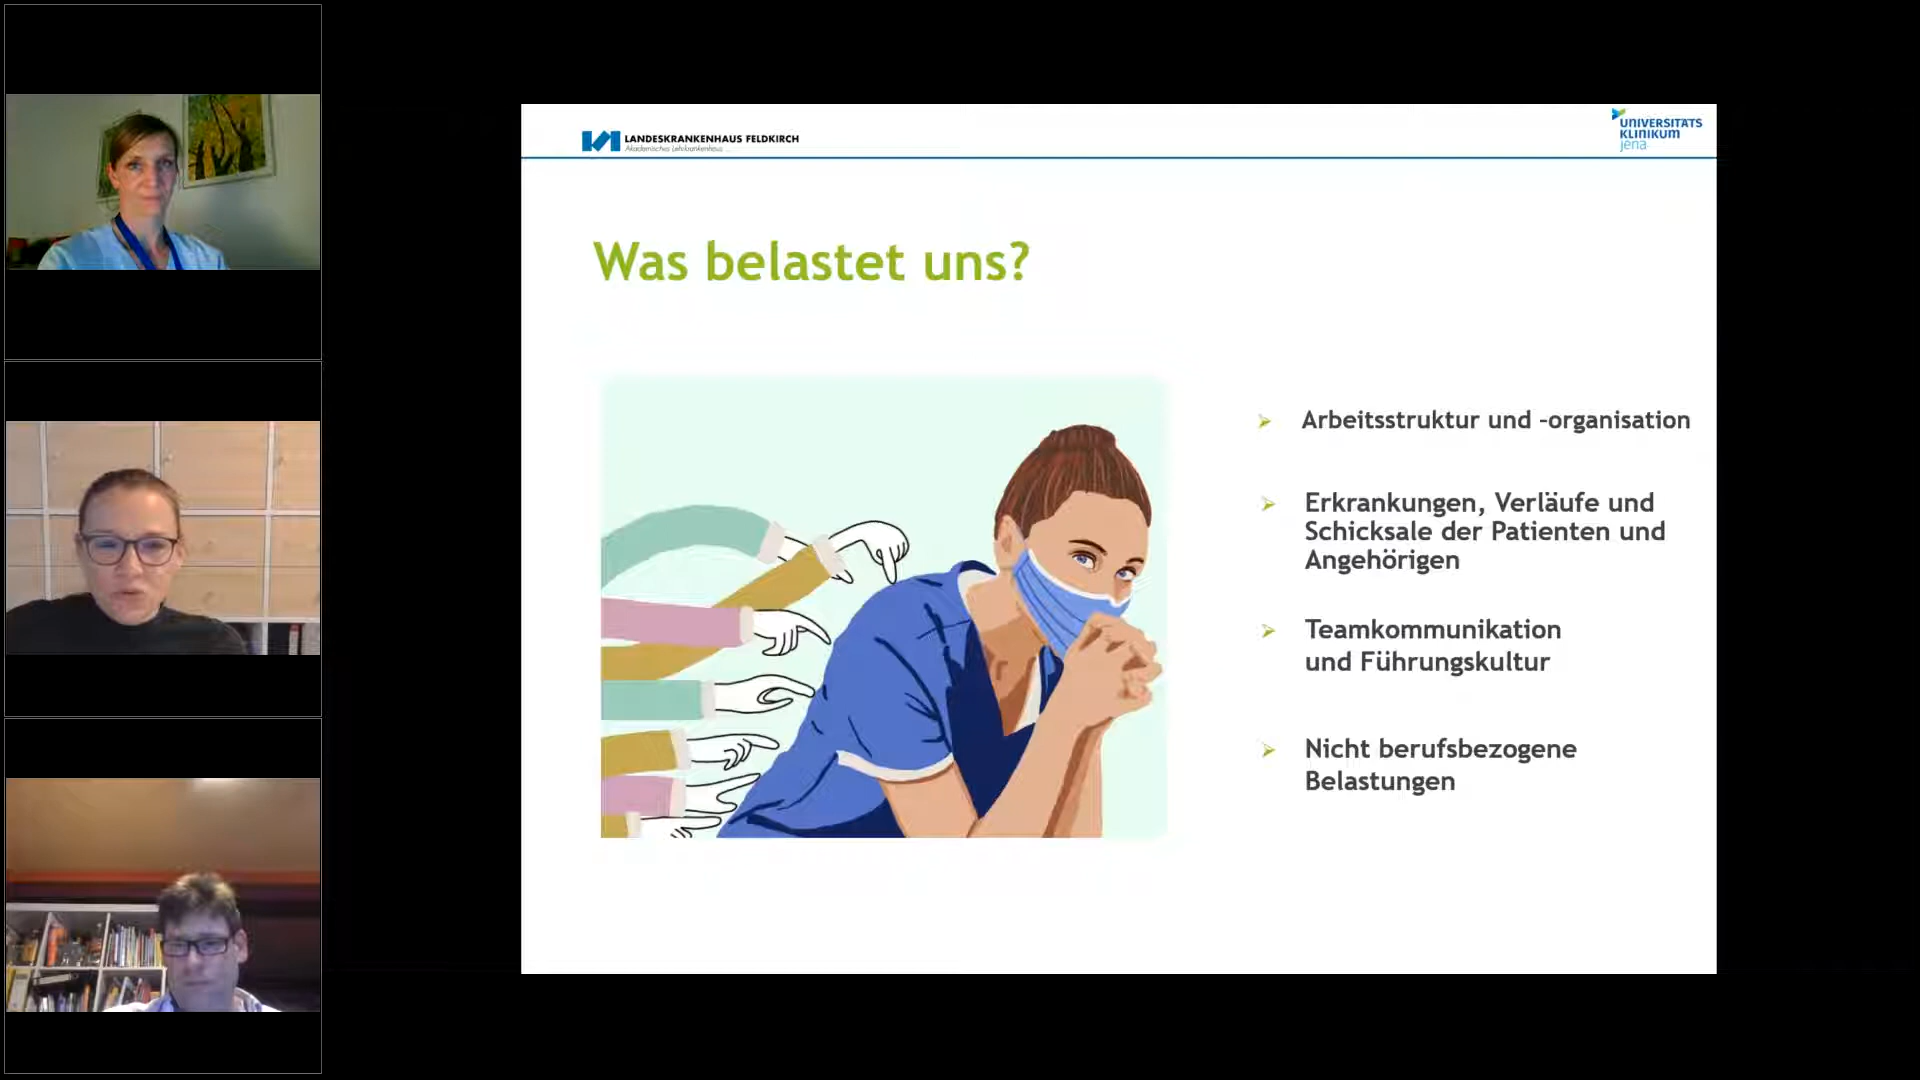 LANDESKRANKENHAUS FELDKIRCH
Akademisches Lehrkrankenhaus ...
UNIVERSITÄTS
KLINIKUM
jena
Was belastet uns?
Arbeitsstruktur und -organisation
Erkrankungen, Verläufe und
Schicksale der Patienten und
Angehörigen
Teamkommunikation
und Führungskultur
Nicht berufsbezogene
Belastungen